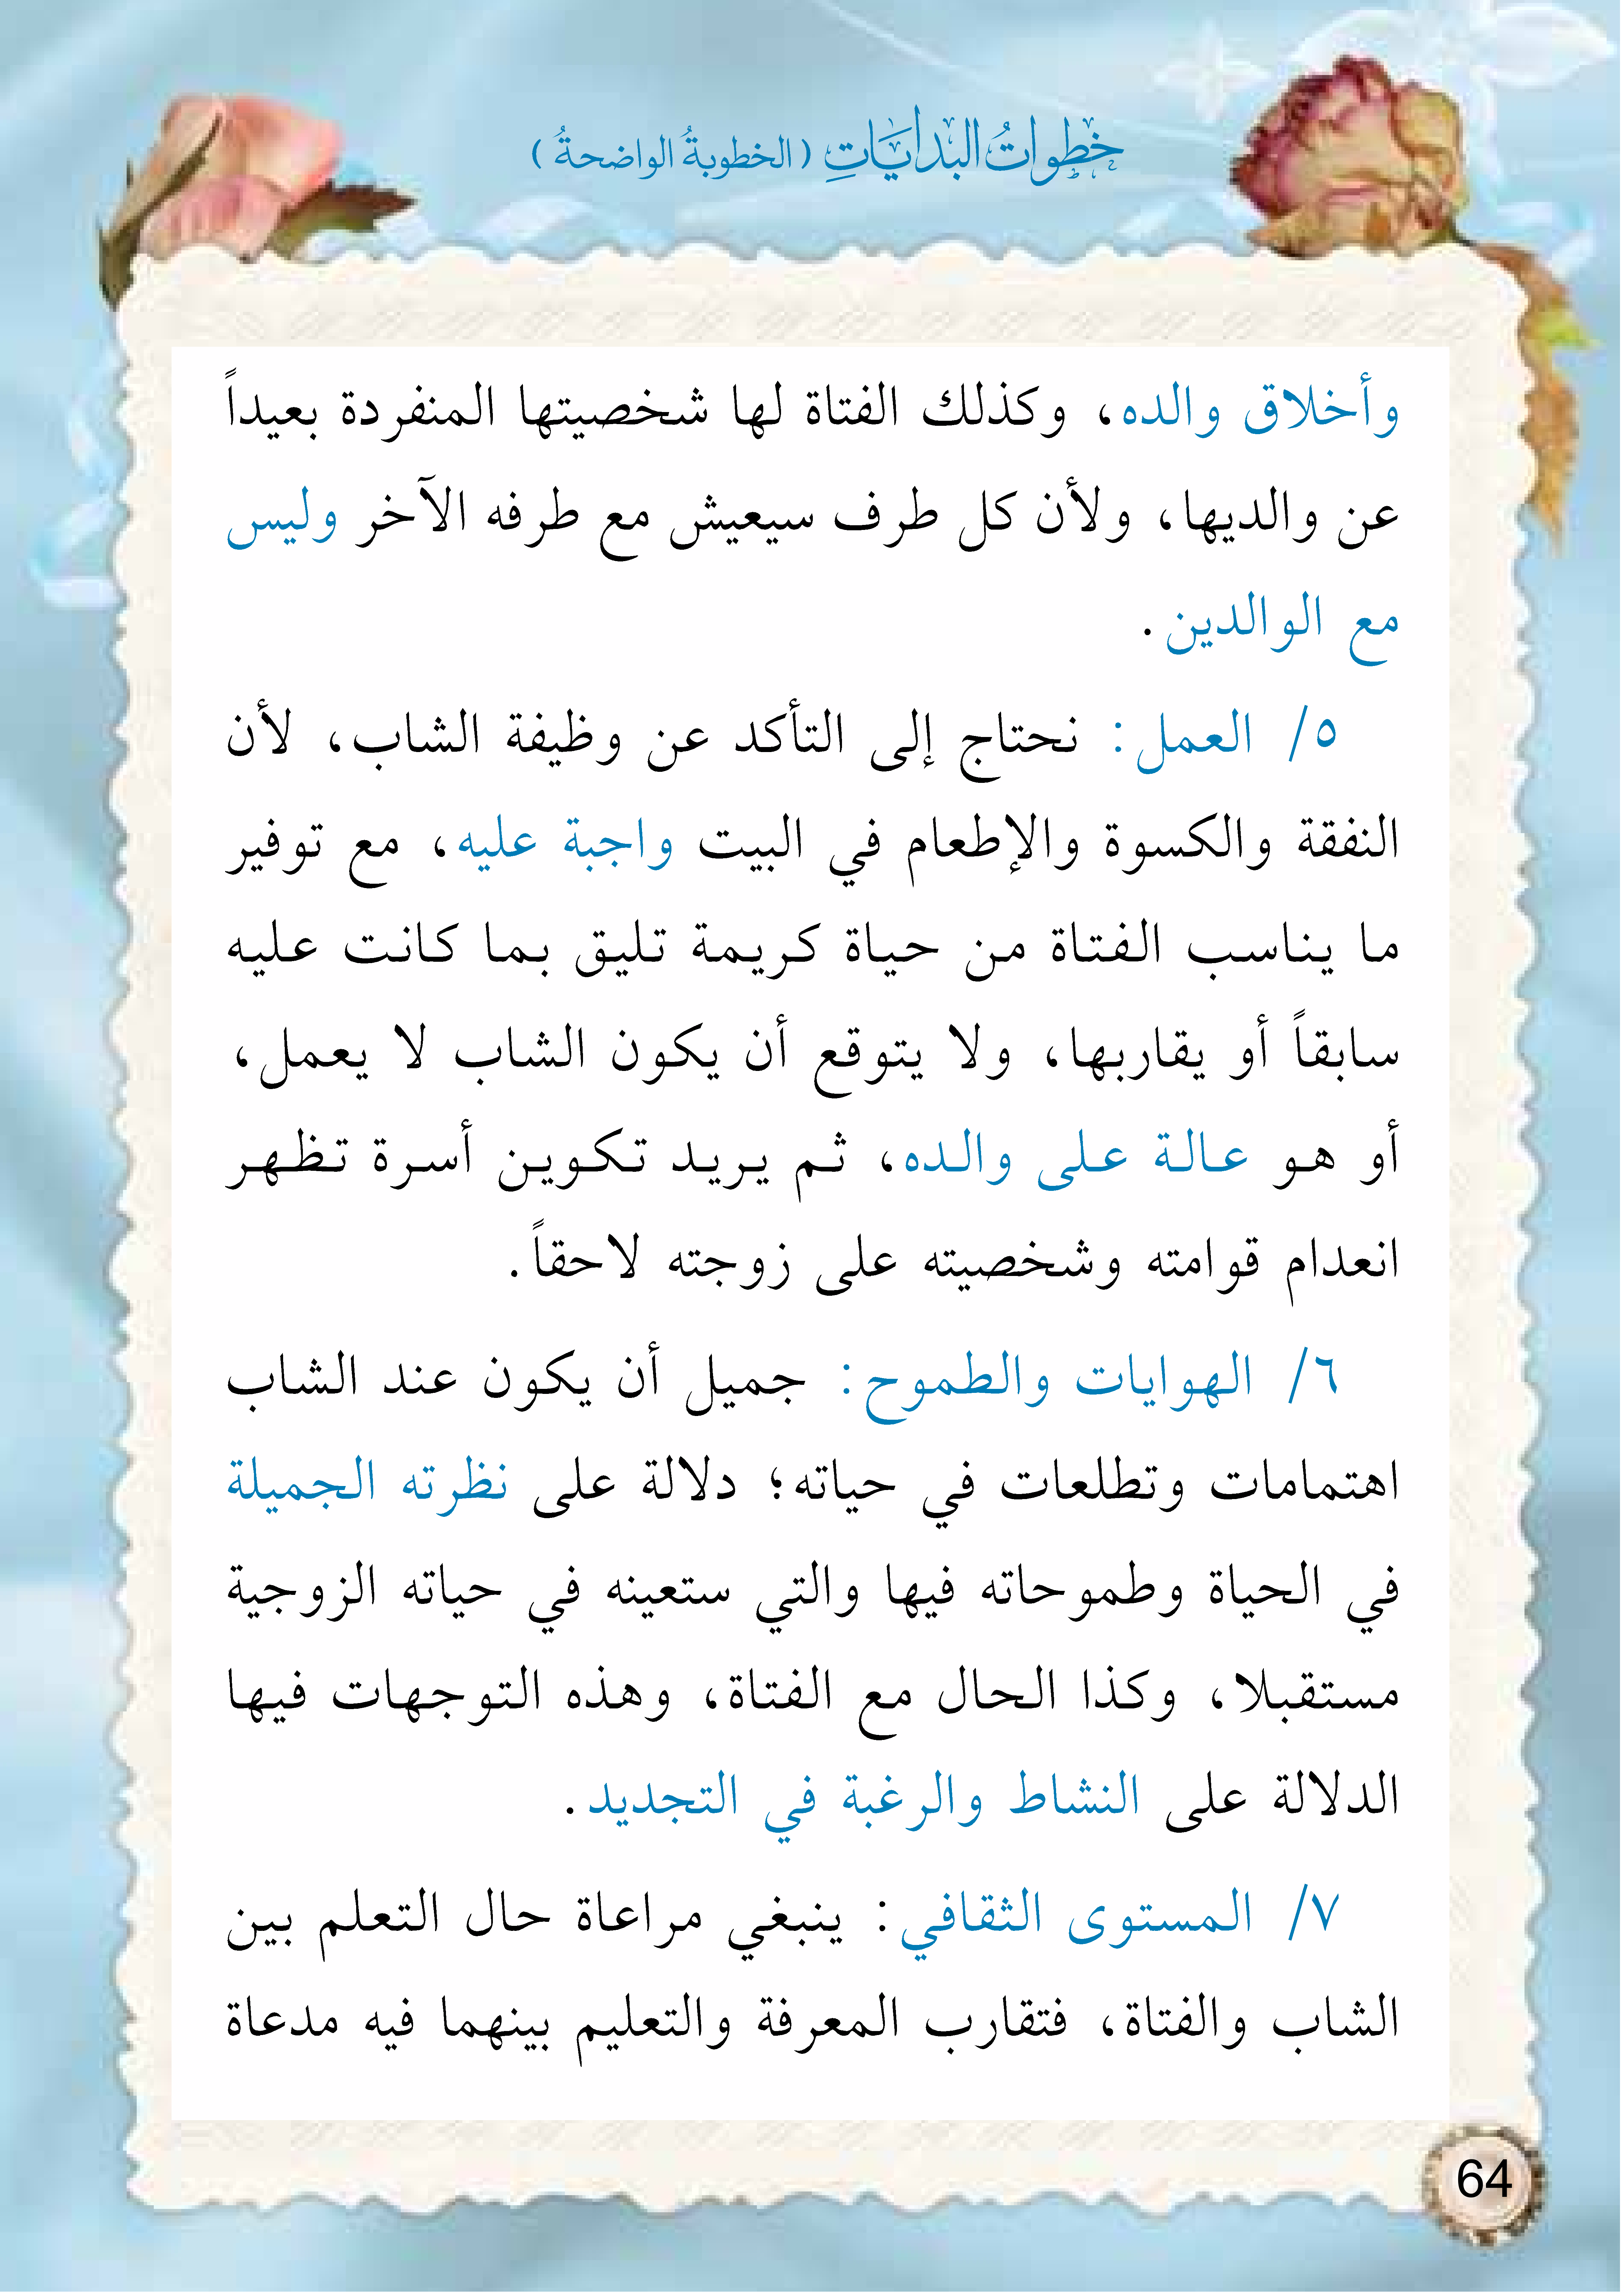 خطوات البدايات (الخطوبةُ الواضحةُ)
وأخلاق والده، وكذلك الفتاة لها شخصيتها المنفردة بعيداً
عن والديها، ولأن كل طرف سيعيش مع طرفه الآخر وليس
مع الوالدين.
٥/ العمل: نحتاج إلى التأكد عن وظيفة الشاب، لأن
النفقة والكسوة والإطعام في البيت واجبة عليه، مع توفير
ما يناسب الفتاة من حياة كريمة تليق بما كانت عليه
سابقاً أو يقاربها، ولا يتوقع أن يكون الشاب لا يعمل،
أو هو عالة على والده، ثم يريد تكوين أسرة تظهر
انعدام قوامته وشخصيته على زوجته لاحقاً.
٦/ الهوايات والطموح: جميل أن يكون عند الشاب
اهتمامات وتطلعات في حياته؛ دلالة على نظرته الجميلة
في الحياة وطموحاته فيها والتي ستعينه في حياته الزوجية
مستقبلا، وكذا الحال مع الفتاة، وهذه التوجهات فيها
الدلالة على النشاط والرغبة في التجديد.
٧/ المستوى الثقافي: ينبغي مراعاة حال التعلم بين
الشاب والفتاة، فتقارب المعرفة والتعليم بينهما فيه مدعاة
64